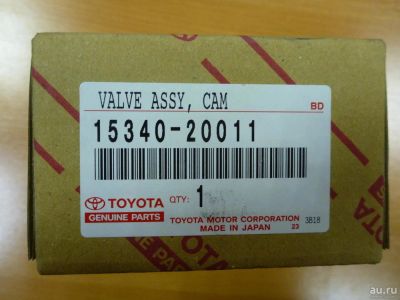 VALVE ASSY, CAM
BD
15340-20011
TOYOTA
GENUINE PARTS
QTY: 1
TOYOTA MOTOR CORPORATION
MADE IN JAPAN 23
3B18
au.ru